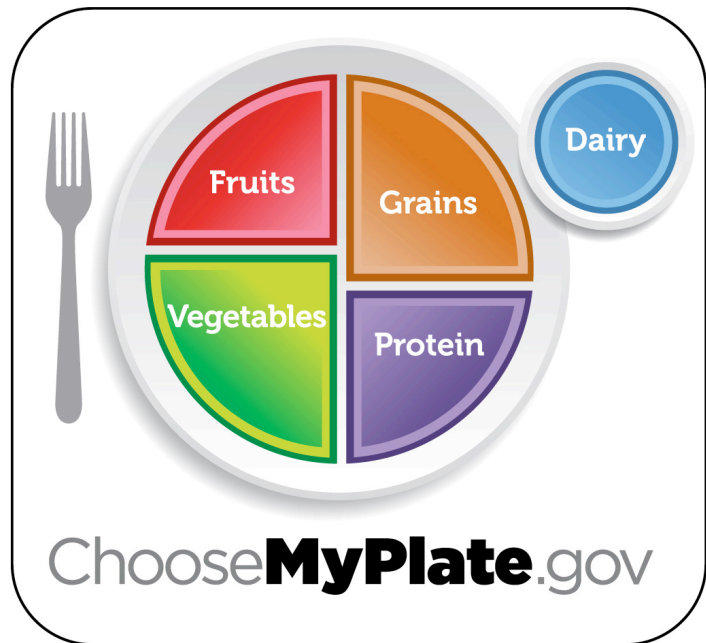 Fruits
Grains
Dairy
Vegetables
Protein
ChooseMyPlate.gov